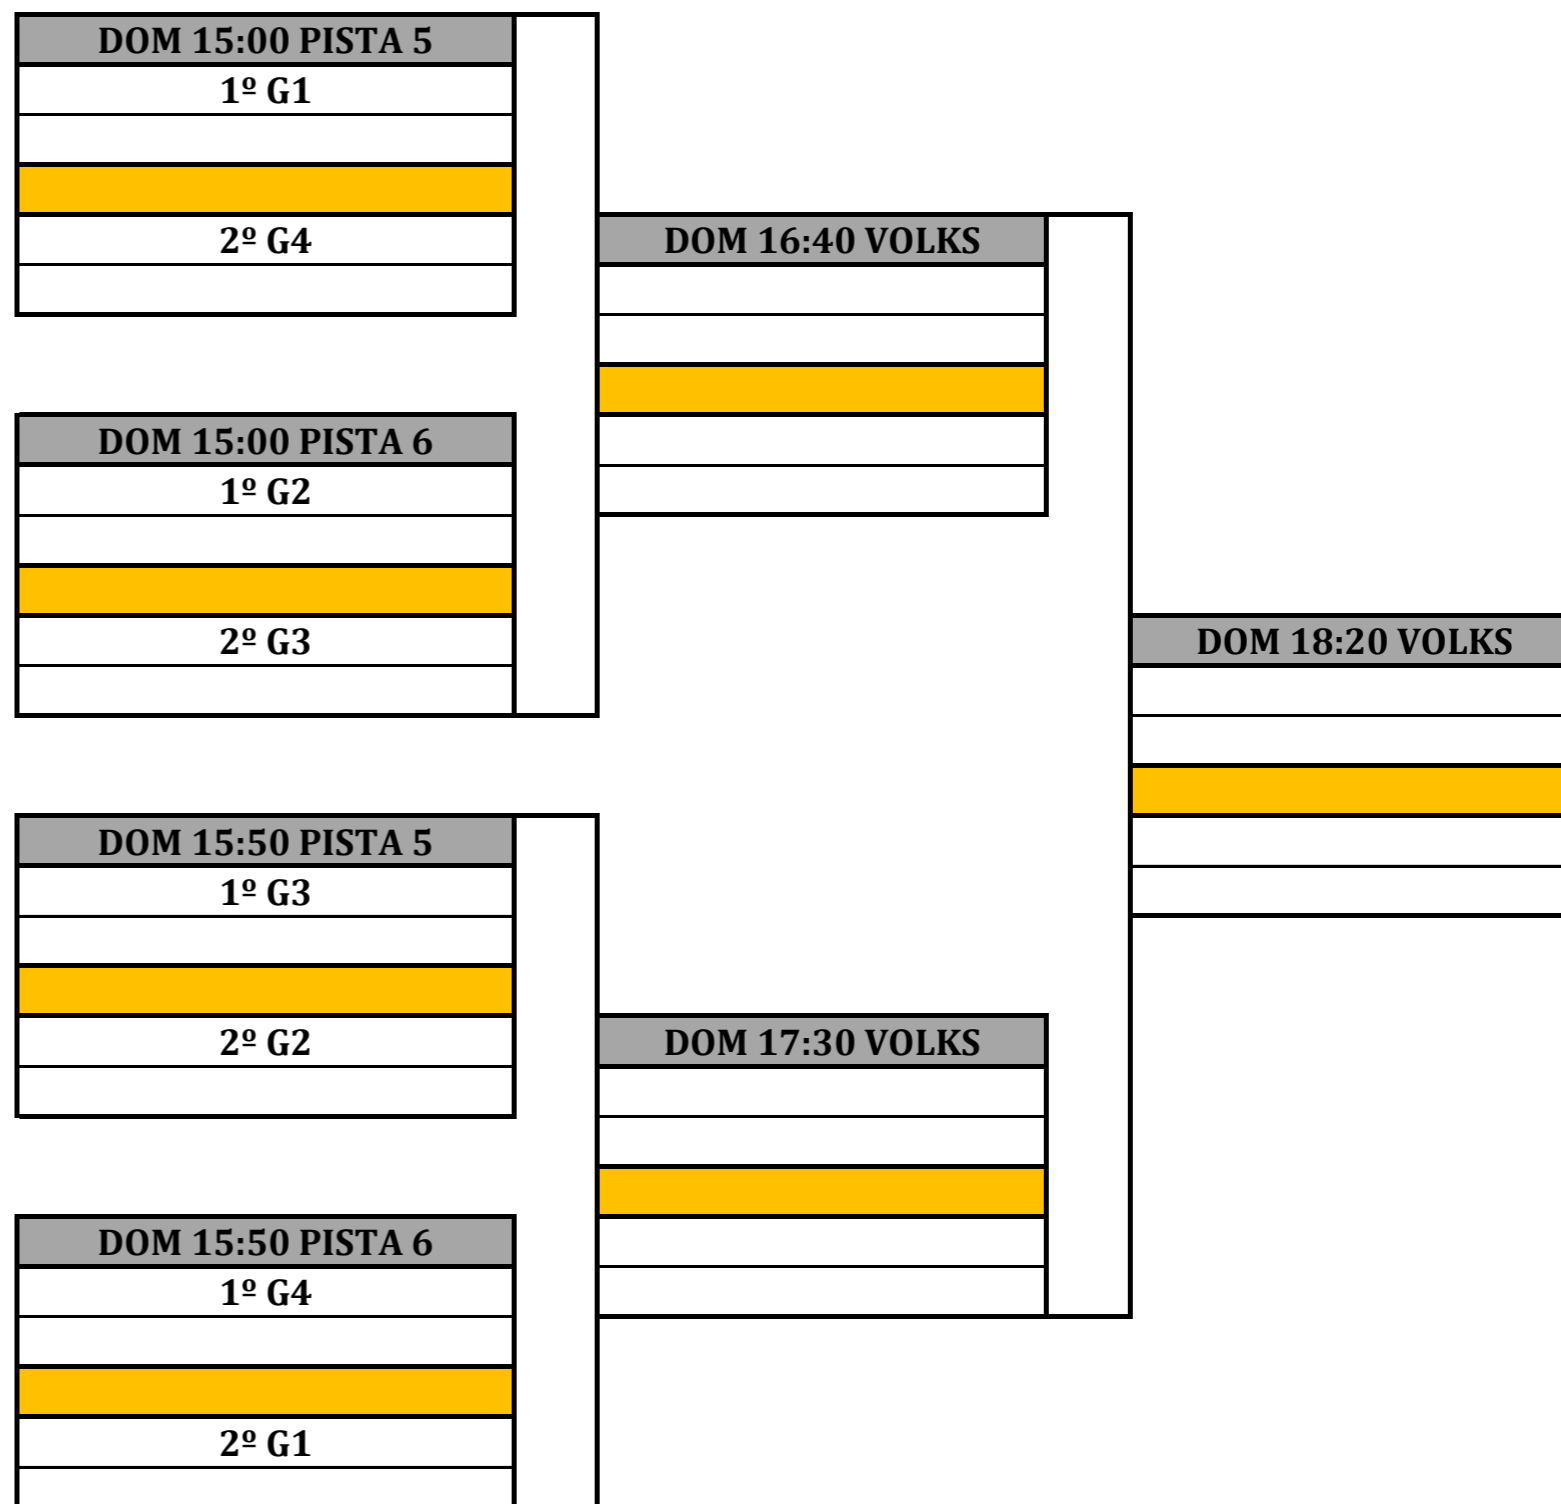 DOM 15:00 PISTA 5
1º G1
2º G4
DOM 16:40 VOLKS
DOM 15:00 PISTA 6
1º G2
2º G3
DOM 18:20 VOLKS
DOM 15:50 PISTA 5
1º G3
2º G2
DOM 17:30 VOLKS
DOM 15:50 PISTA 6
1º G4
2º G1